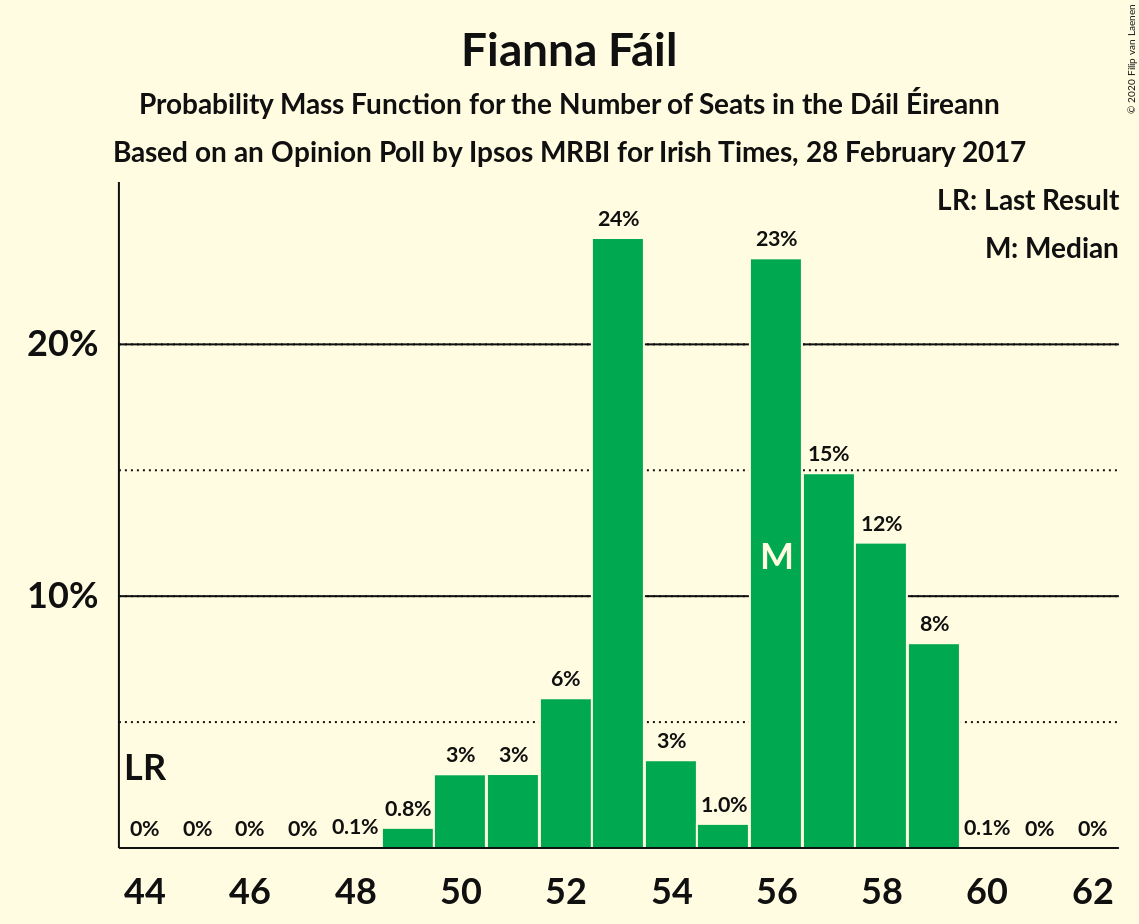 Fianna Fáil
Probability Mass Function for the Number of Seats in the Dáil Éireann
Based on an Opinion Poll by Ipsos MRBI for Irish Times, 28 February 2017
© 2020 Filip van Laenen
LR: Last Result
M: Median
20%
10%
24%
23%
15%
12%
8%
6%
3%
3%
3%
1.0%
0.8%
0.1%
0.1%
0%
0%
0%
0%
0%
0%
M
LR
44 46 48 50 52 54 56 58 60 62